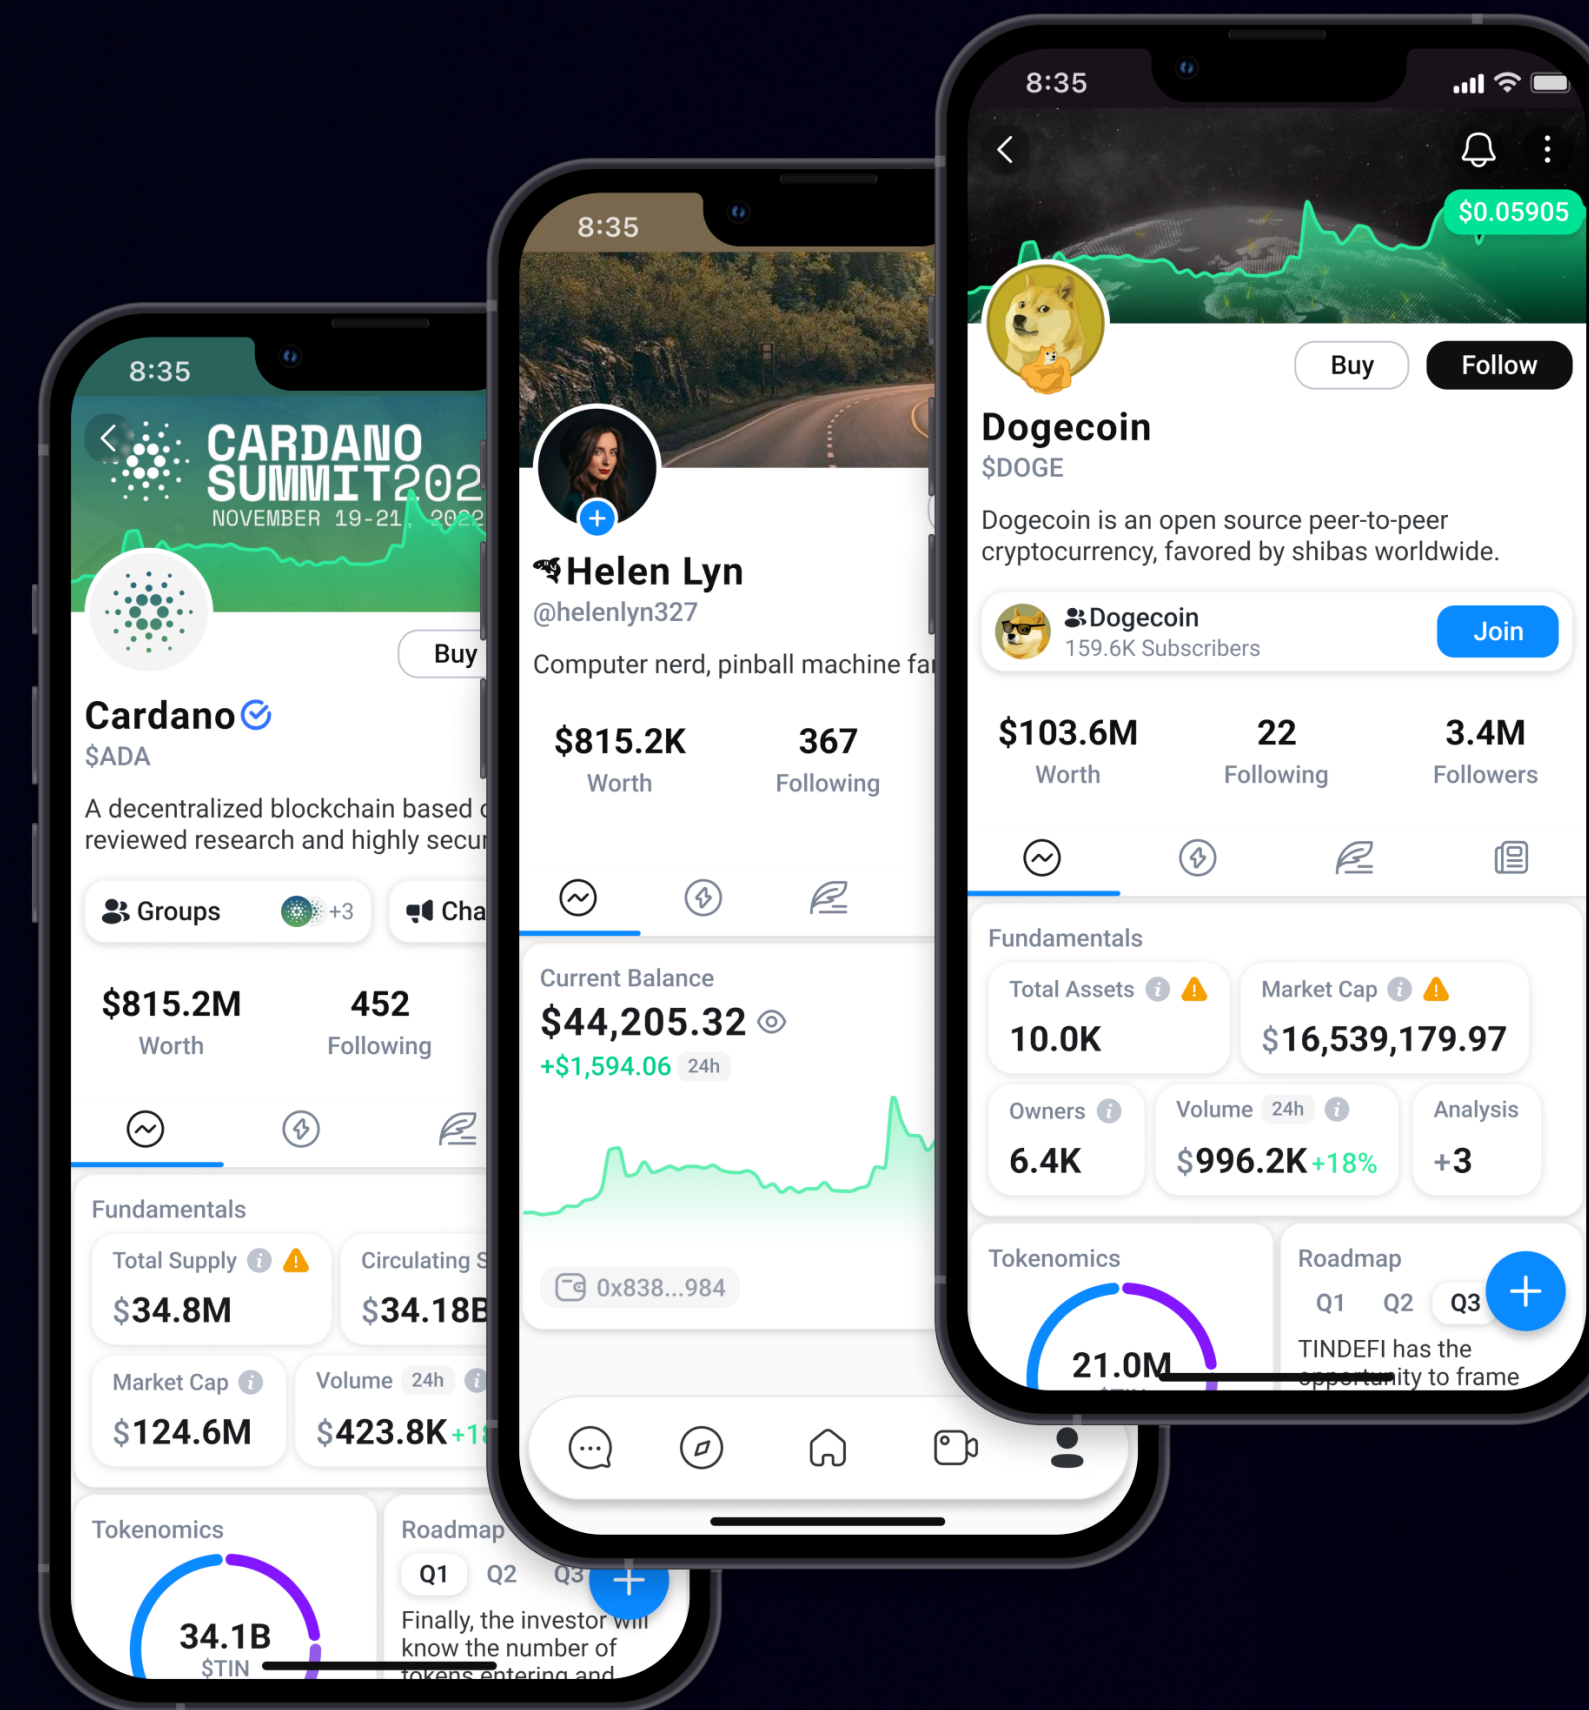 8:35
CARDANO
SUMMIT202
NOVEMBER 19-21, 2022
Buy
Cardano
$ADA
A decentralized blockchain based
reviewed research and highly
Groups
+3
$815.2M
452
Worth
Following
Fundamentals
Total Supply
Circulating
$34.8M
$34.18B
Market Cap
Volume 24h
$124.6M
$423.8K
Tokenomics
Roadmap
Q1 Q2 Q3
34.1B
$TIN
Finally, the investor will
know the number of
tokens entering and
8:35
Helen Lyn
@helenlyn327
Computer nerd, pinball machine
$815.2K
367
Worth
Following
Current Balance
$44,205.32
+$1,594.06 24h
0x838...984
8:35
$0.05905
Buy
Follow
Dogecoin
$DOGE
Dogecoin is an open source peer-to-peer
cryptocurrency, favored by shibas worldwide.
Dogecoin
159.6K Subscribers
Join
$103.6M
22
3.4M
Worth
Following
Followers
Fundamentals
Total Assets
Market Cap
10.0K
$16,539,179.97
Owners
Volume 24h
Analysis
6.4K
$996.2K+18%
+3
Tokenomics
Roadmap
Q1 Q2 Q3
21.0M
TINDEFI has the
opportunity to frame